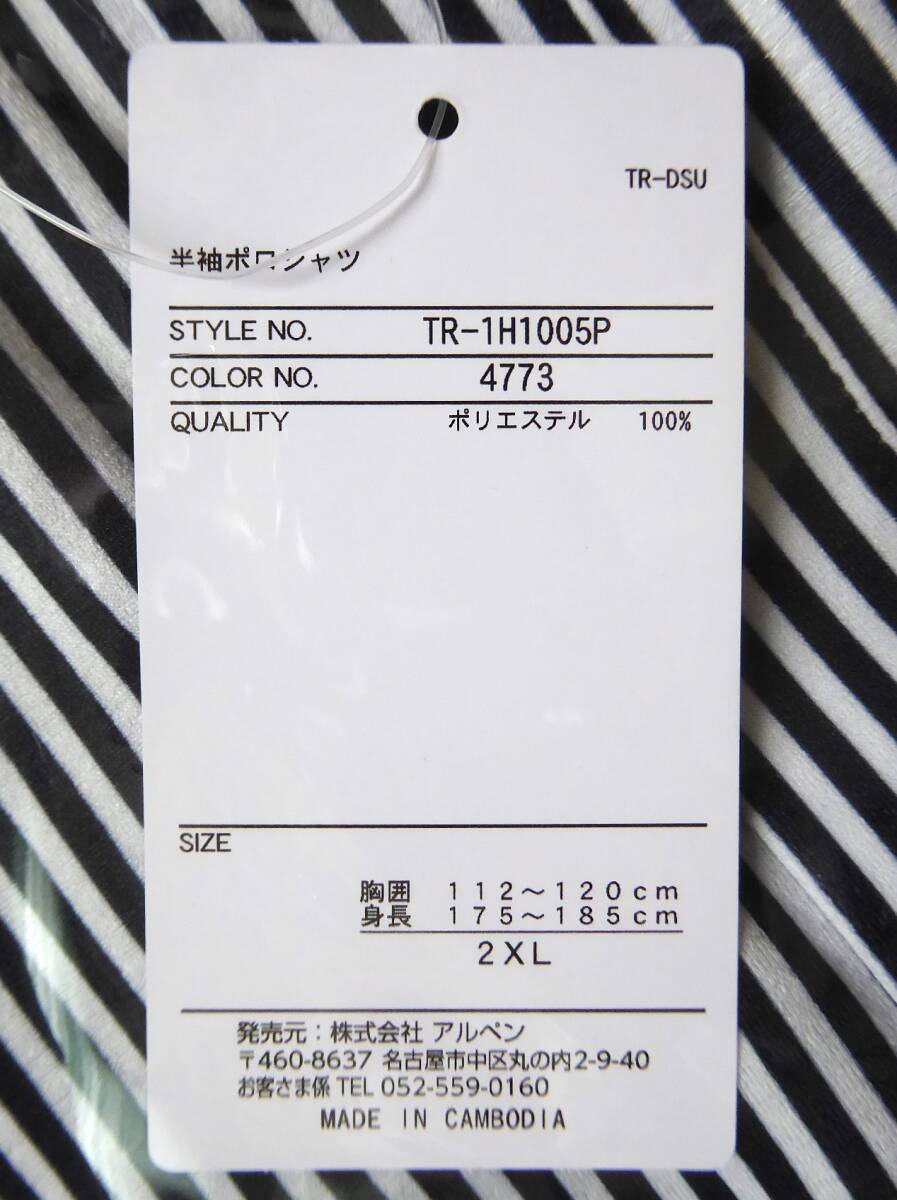 TR-DSU
半袖ポロシャツ
STYLE NO. TR-1H1005P
COLOR NO. 4773
QUALITY ポリエステル 100%
SIZE
胸囲 112～120cm
身長 175～185cm
2XL
発売元：株式会社 アルペン
〒460-8637 名古屋市中区丸の内2-9-40
お客さま係 TEL 052-559-0160
MADE IN CAMBODIA